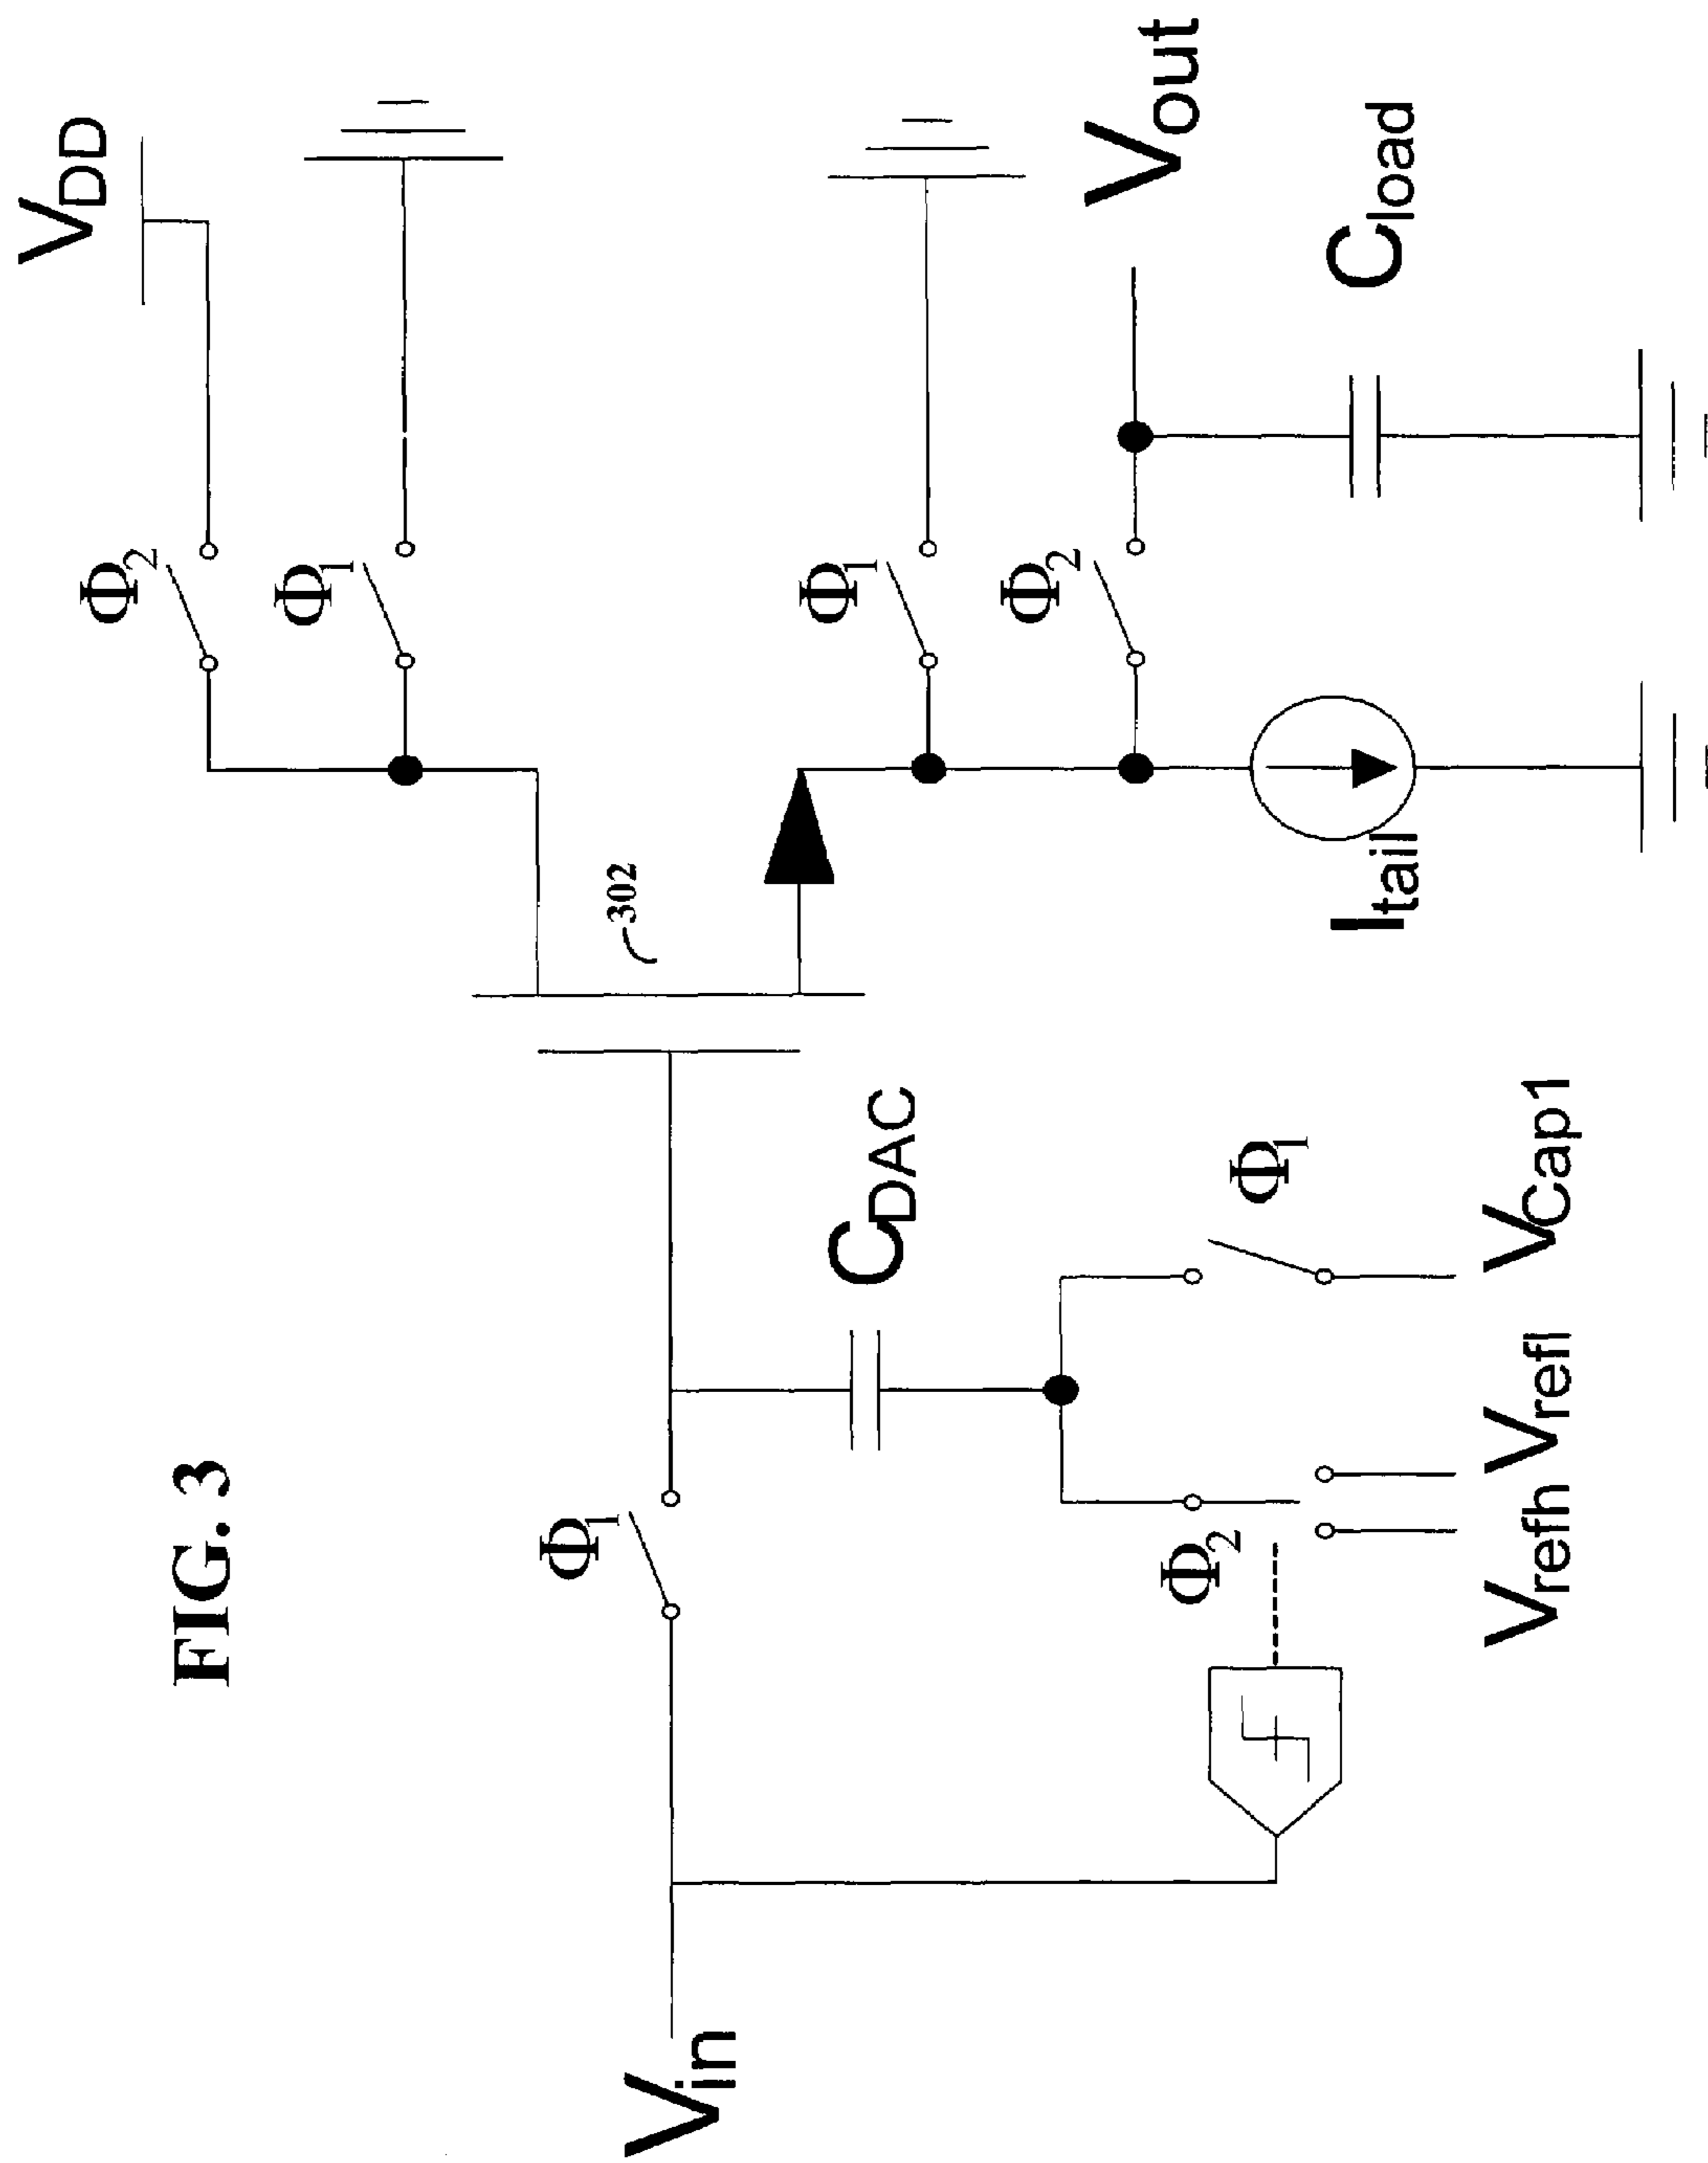 FIG. 3
V_DD
Φ₂
Φ₁
302
Φ₁
Φ₁
Φ₂
V_out
C_DAC
C_load
I_tail
V_in
Φ₂
Φ₁
V_refh V_refl V_Cap1